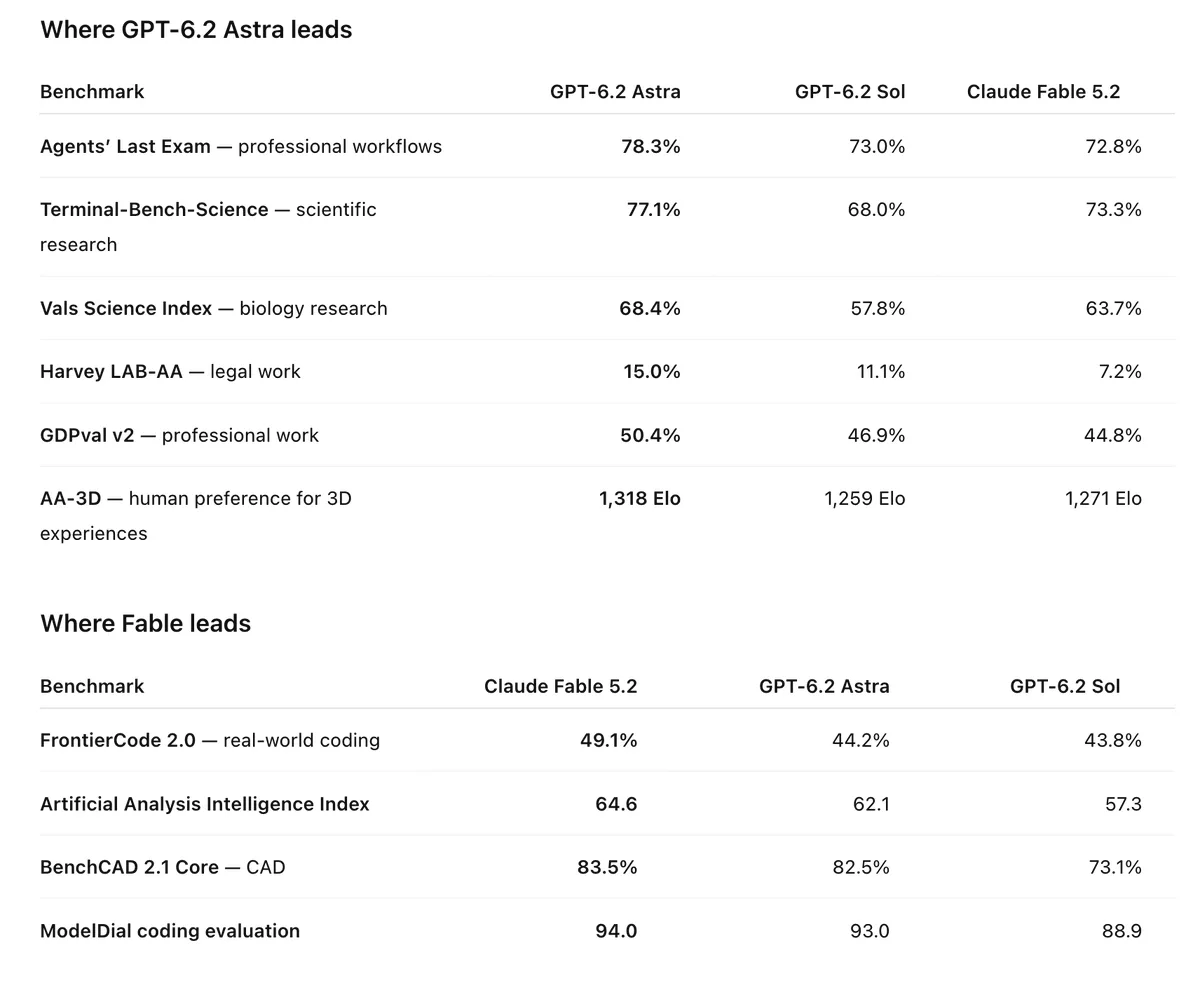 Where GPT-6.2 Astra leads
Benchmark GPT-6.2 Astra GPT-6.2 Sol Claude Fable 5.2
Agents’ Last Exam — professional workflows 78.3% 73.0% 72.8%
Terminal-Bench-Science — scientific 77.1% 68.0% 73.3%
research
Vals Science Index — biology research 68.4% 57.8% 63.7%
Harvey LAB-AA — legal work 15.0% 11.1% 7.2%
GDPval v2 — professional work 50.4% 46.9% 44.8%
AA-3D — human preference for 3D 1,318 Elo 1,259 Elo 1,271 Elo
experiences
Where Fable leads
Benchmark Claude Fable 5.2 GPT-6.2 Astra GPT-6.2 Sol
FrontierCode 2.0 — real-world coding 49.1% 44.2% 43.8%
Artificial Analysis Intelligence Index 64.6 62.1 57.3
BenchCAD 2.1 Core — CAD 83.5% 82.5% 73.1%
ModelDial coding evaluation 94.0 93.0 88.9